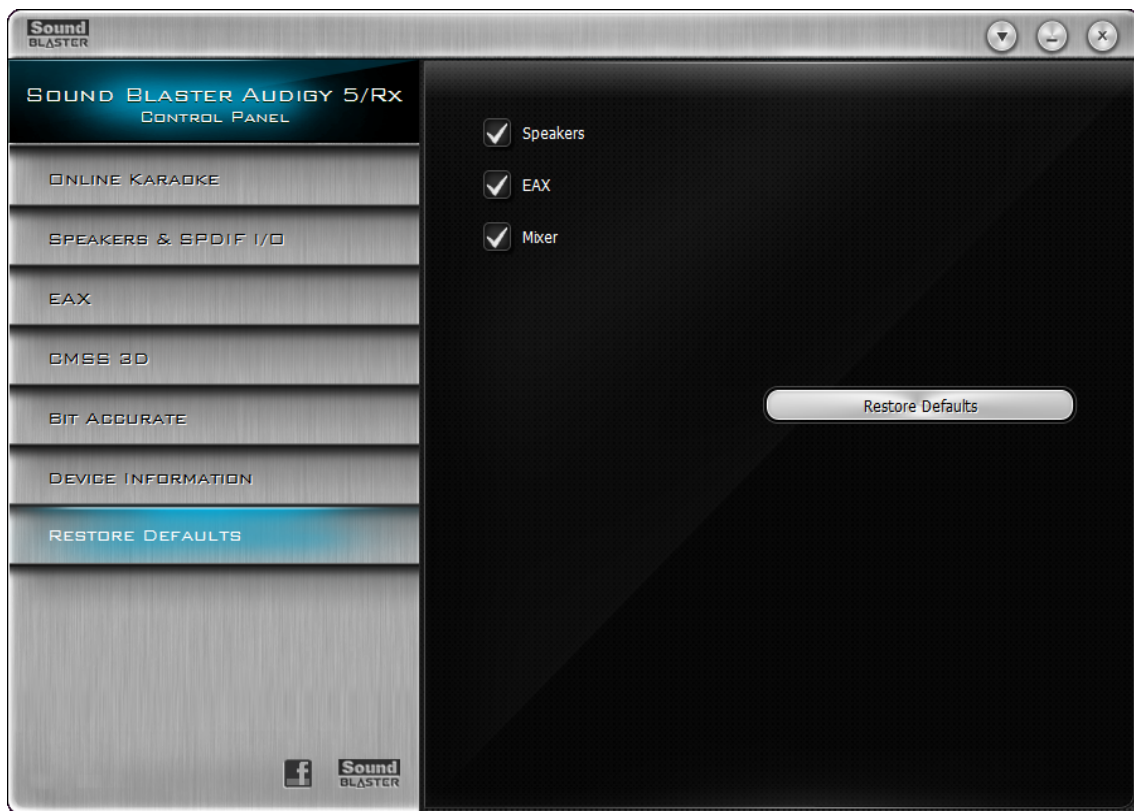 Sound
BLASTER
SOUND BLASTER AUDIGY 5/RX
CONTROL PANEL
ONLINE KARAOKE
SPEAKERS & SPDIF I/O
EAX
CMSS 3D
BIT ACCURATE
DEVICE INFORMATION
RESTORE DEFAULTS
Speakers
EAX
Mixer
Restore Defaults
f
Sound
BLASTER